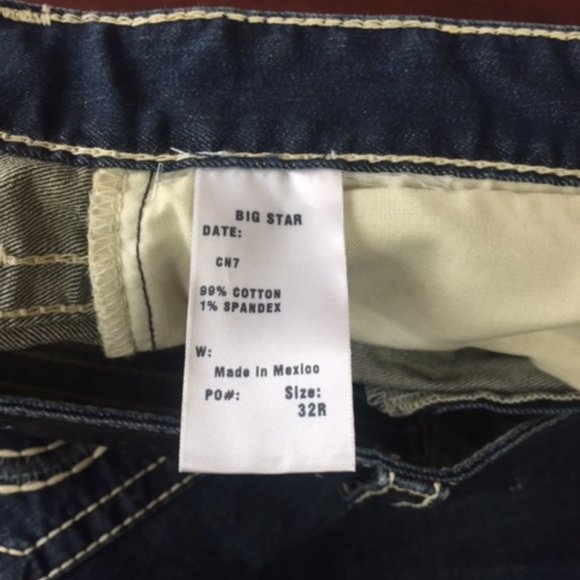 BIG STAR
DATE:
CN7
99% COTTON
1% SPANDEX
W:
Made in Mexico
PO#: Size:
32R